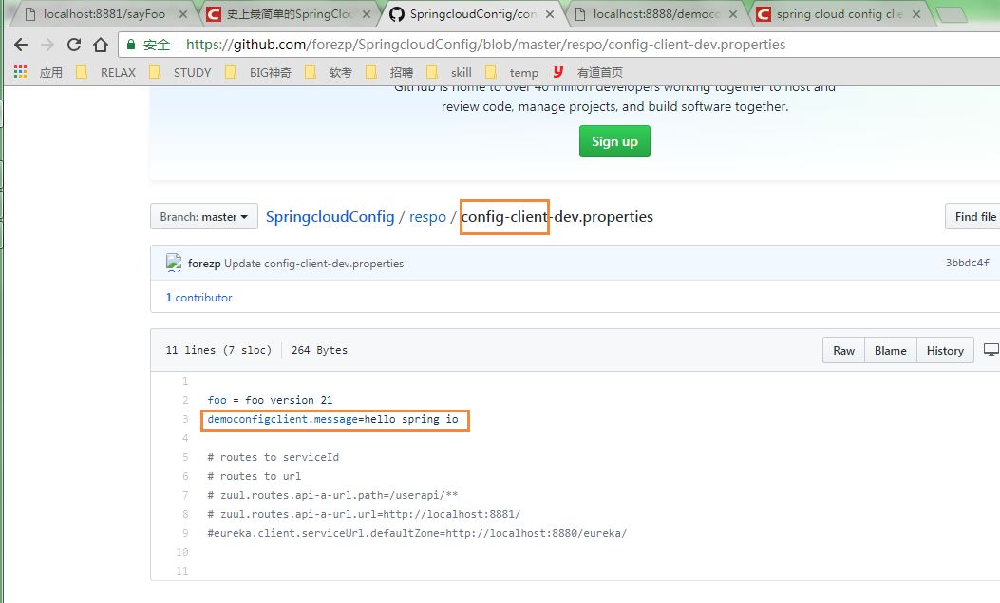 localhost:8881/sayFoo
史上最简单的SpringClou
SpringcloudConfig/con
localhost:8888/democo
spring cloud config clie
安全 https://github.com/forezp/SpringcloudConfig/blob/master/respo/config-client-dev.properties
应用 RELAX STUDY BIG神奇 软考 招聘 skill temp 有道首页
GitHub is home to over 40 million developers working together to host and
review code, manage projects, and build software together.
Sign up
Branch: master SpringcloudConfig / respo / config-client-dev.properties Find file
forezp Update config-client-dev.properties 3bbdc4f
1 contributor
11 lines (7 sloc) 264 Bytes Raw Blame History
1
2 foo = foo version 21
3 democonfigclient.message=hello spring io
4
5 # routes to serviceId
6 # routes to url
7 # zuul.routes.api-a-url.path=/userapi/**
8 # zuul.routes.api-a-url.url=http://localhost:8881/
9 #eureka.client.serviceUrl.defaultZone=http://localhost:8880/eureka/
10
11